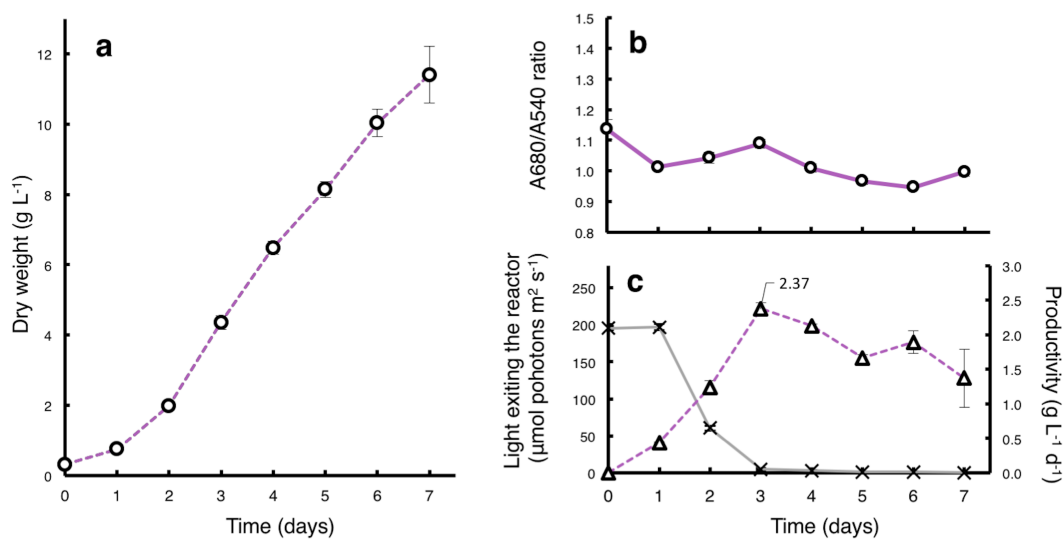 a
Dry weight (g L-1)
12
10
8
6
4
2
0
0 1 2 3 4 5 6 7
Time (days)
b
A680/A540 ratio
1.5
1.4
1.3
1.2
1.1
1.0
0.9
0.8
c
2.37
Light exiting the reactor
(µmol pohotons m² s-1)
250
200
150
100
50
0
3.0
2.5
2.0
1.5
1.0
0.5
0.0
Productivity (g L-1 d-1)
0 1 2 3 4 5 6 7
Time (days)